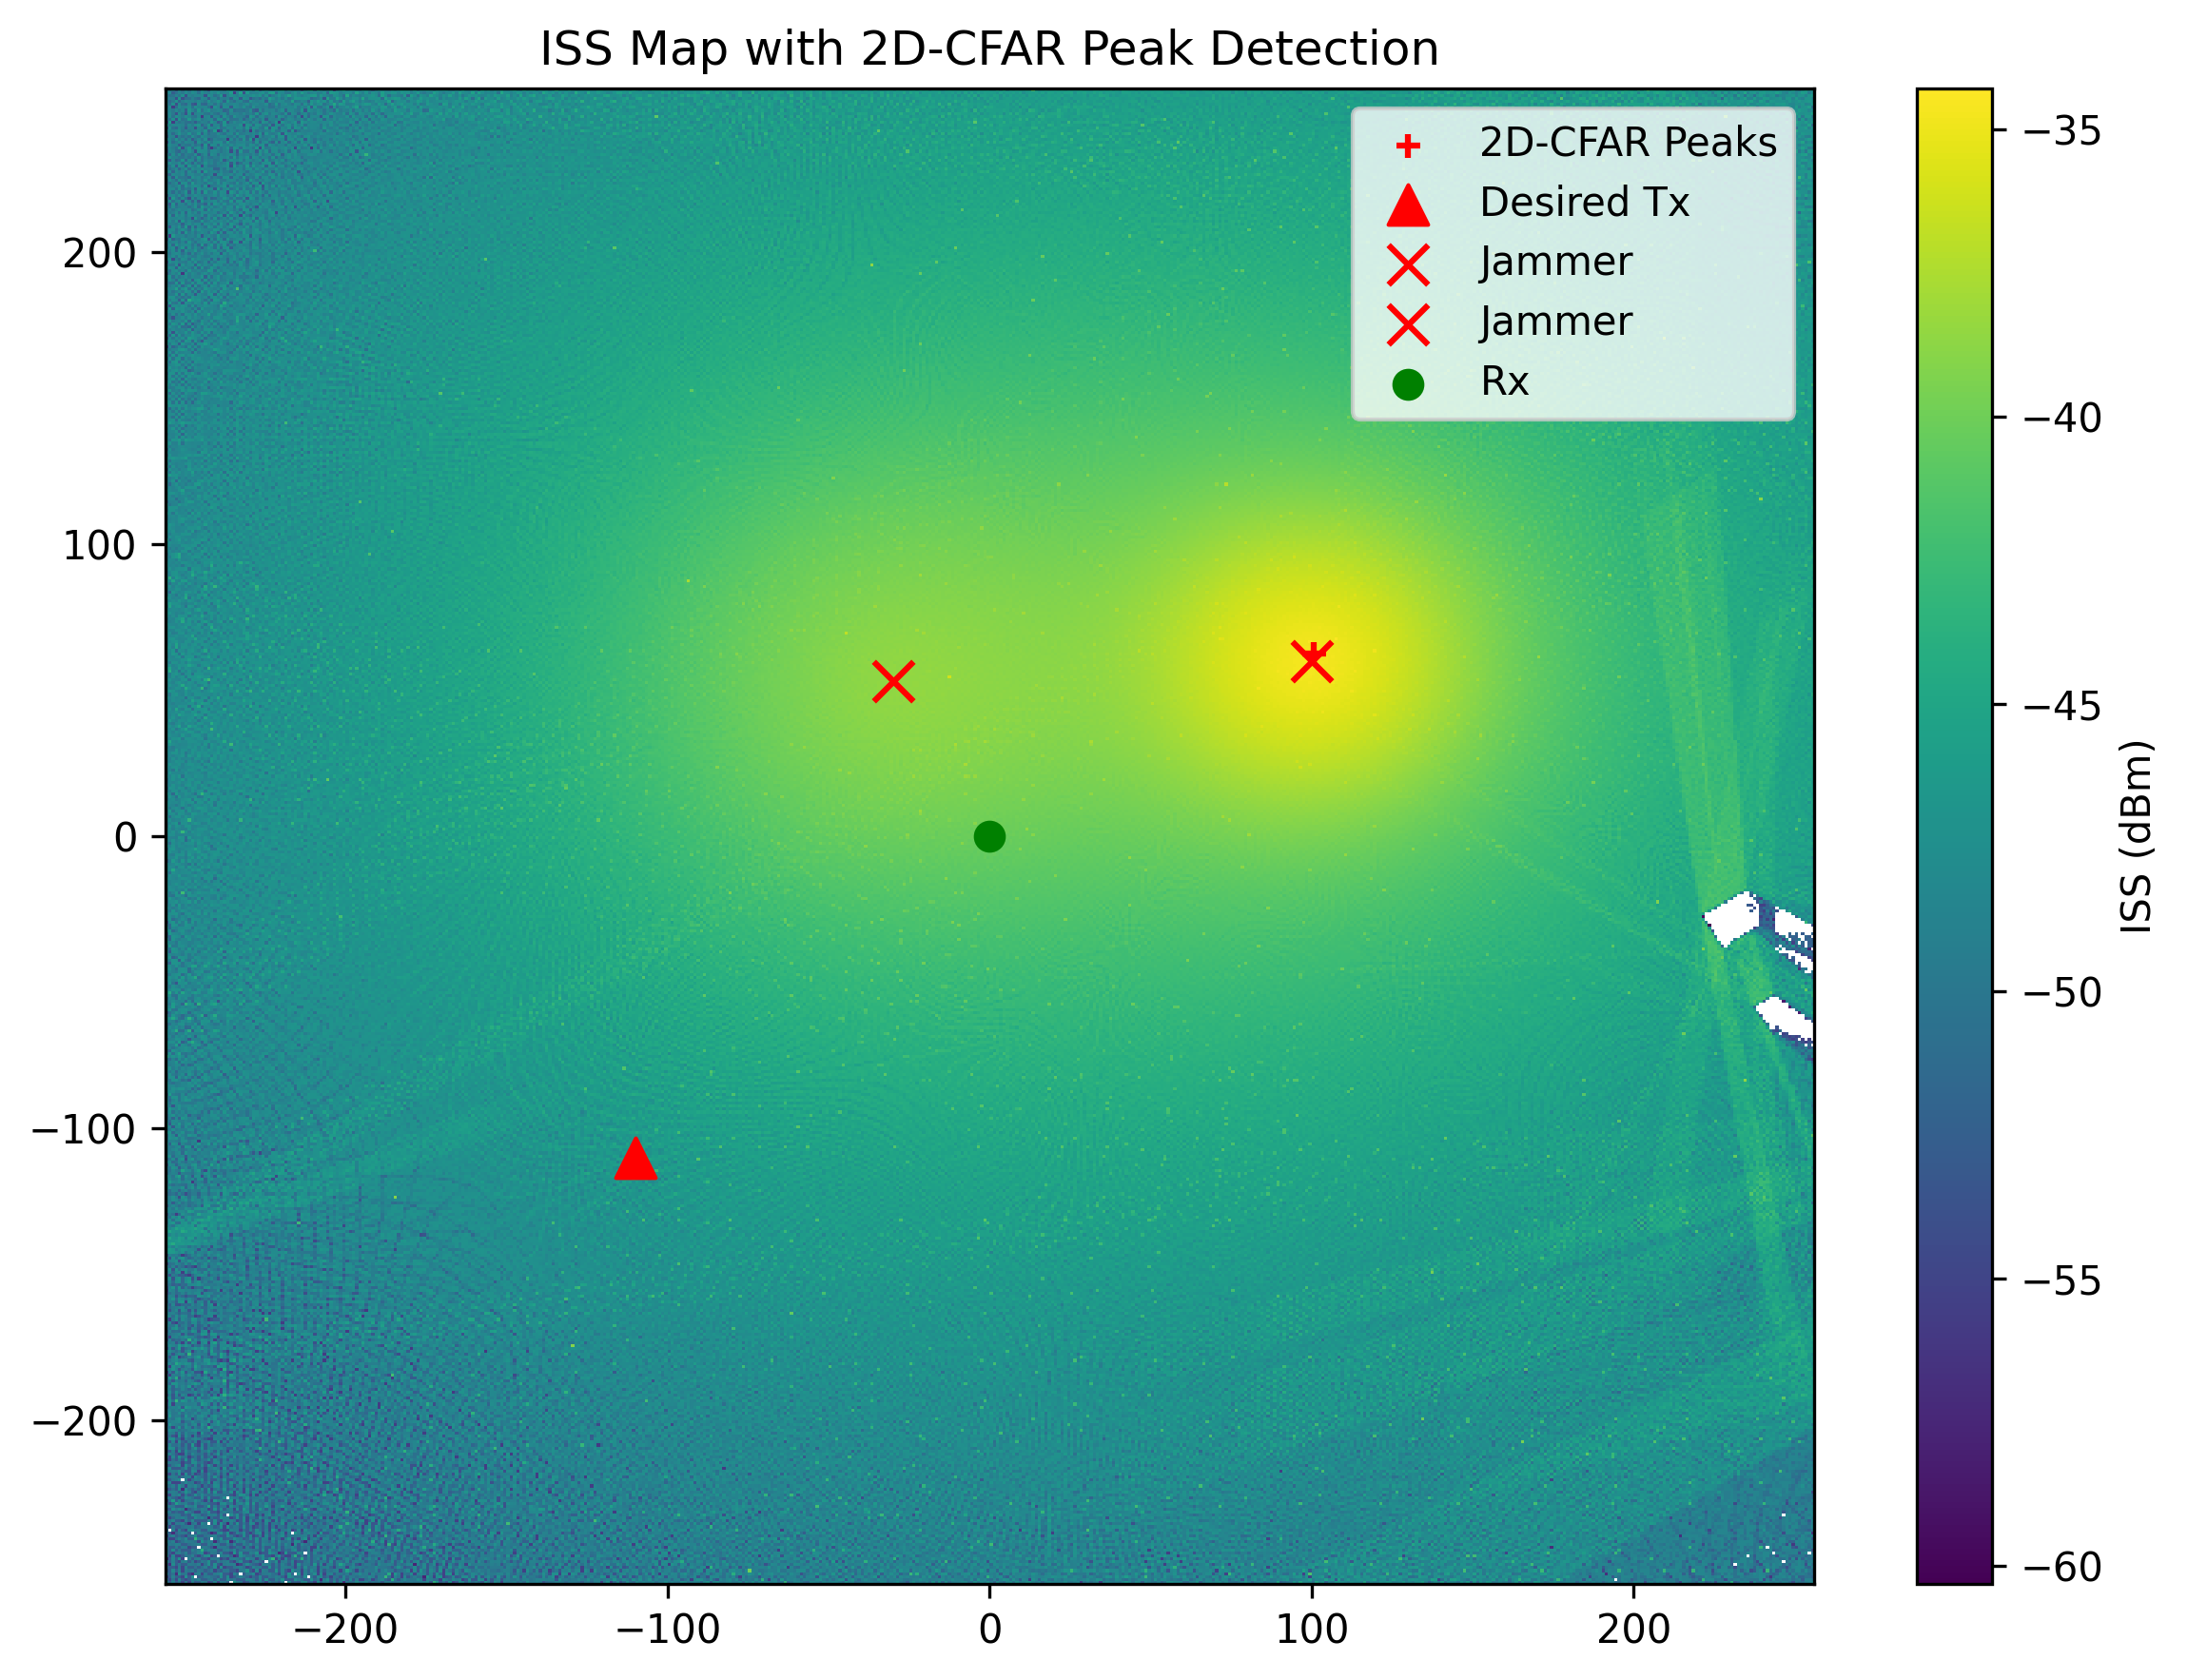 ISS Map with 2D-CFAR Peak Detection
2D-CFAR Peaks
Desired Tx
Jammer
Jammer
Rx
200
100
0
−100
−200
−200
−100
0
100
200
−35
−40
−45
−50
−55
−60
ISS (dBm)